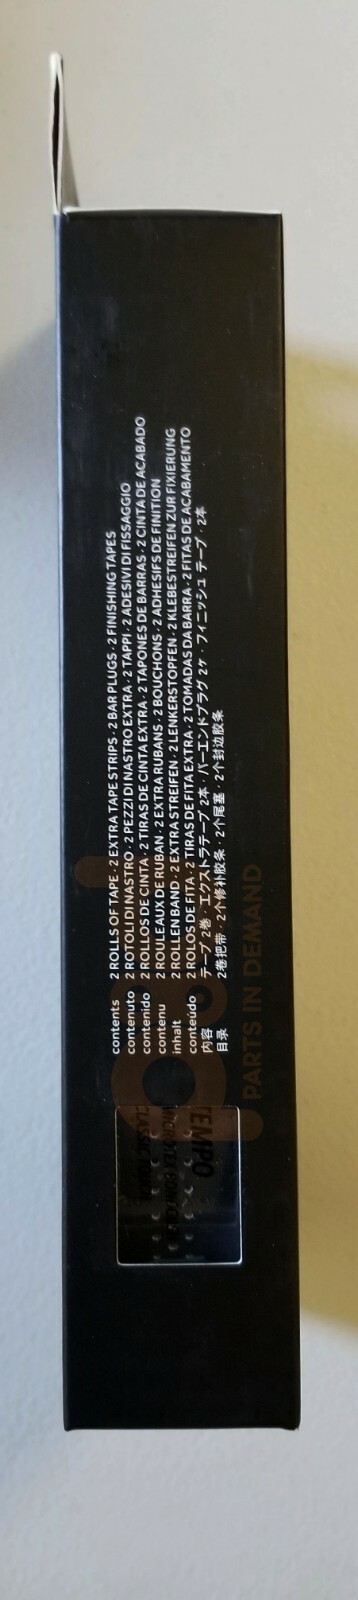 contents 2 ROLLS OF TAPE · 2 EXTRA TAPE STRIPS · 2 BAR PLUGS · 2 FINISHING TAPES
contenuto 2 ROTOLI DI NASTRO · 2 PEZZI DI NASTRO EXTRA · 2 TAPPI · 2 ADESIVI DI FISSAGGIO
contenido 2 ROLLOS DE CINTA · 2 TIRAS DE CINTA EXTRA · 2 TAPONES DE BARRAS · 2 CINTA DE ACABADO
contenu 2 ROULEAUX DE RUBAN · 2 EXTRA RUBANS · 2 BOUCHONS · 2 ADHESIFS DE FINITION
inhalt 2 ROLLEN BAND · 2 EXTRA STREIFEN · 2 LENKERSTOPFEN · 2 KLEBESTREIFEN ZUR FIXIERUNG
conteúdo 2 ROLOS DE FITA · 2 TIRAS DE FITA EXTRA · 2 TOMADAS DA BARRA · 2 FITAS DE ACABAMENTO
内容 テープ 2巻 · エクストラテープ 2本 · バーエンドプラグ 2ケ · フィニッシュ テープ · 2本
目录 2卷把带 · 2个修补胶条 · 2个尾塞 · 2个封边胶条
PARTS IN DEMAND
TEMPO
MICROTEX BONDCUSH
CLASSIC TOUCH